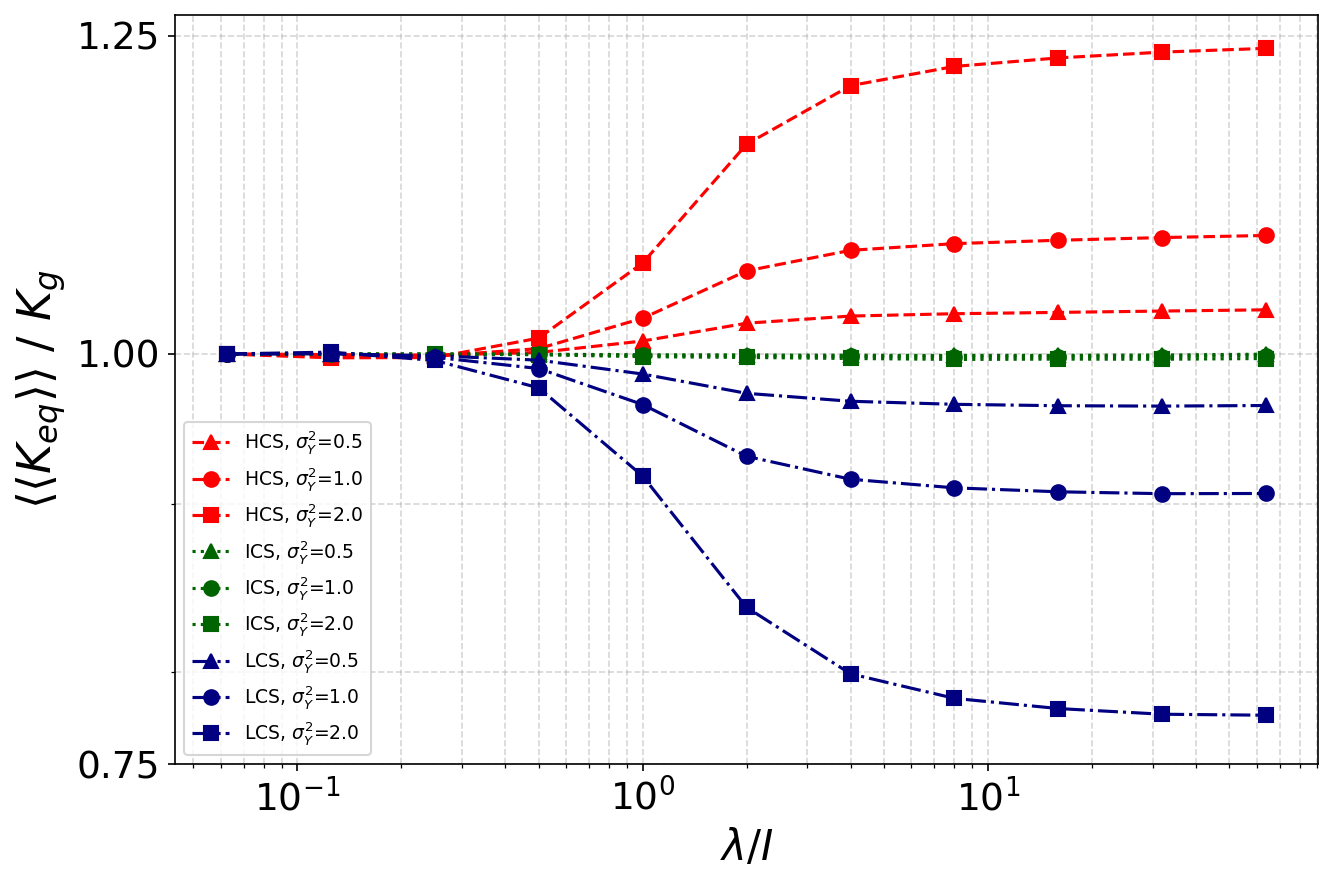 1.25
1.00
0.75
⟨⟨K_{eq}⟩⟩ / K_g
HCS, σ_Y^2=0.5
HCS, σ_Y^2=1.0
HCS, σ_Y^2=2.0
ICS, σ_Y^2=0.5
ICS, σ_Y^2=1.0
ICS, σ_Y^2=2.0
LCS, σ_Y^2=0.5
LCS, σ_Y^2=1.0
LCS, σ_Y^2=2.0
10^{-1} 10^0 10^1
λ/I